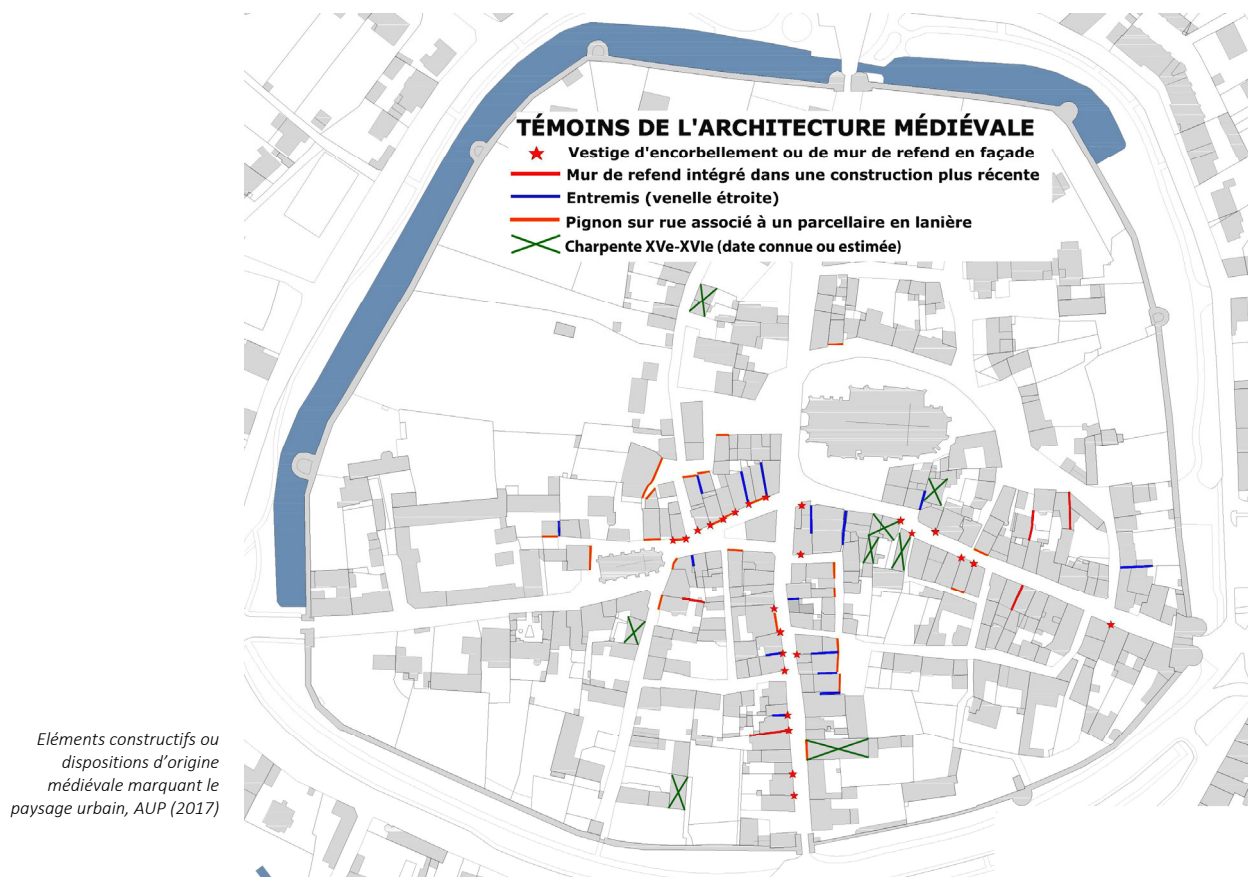 TÉMOINS DE L'ARCHITECTURE MÉDIÉVALE
Vestige d'encorbellement ou de mur de refend en façade
Mur de refend intégré dans une construction plus récente
Entremis (venelle étroite)
Pignon sur rue associé à un parcellaire en lanière
Charpente XVe-XVIe (date connue ou estimée)
Eléments constructifs ou
dispositions d’origine
médiévale marquant le
paysage urbain, AUP (2017)